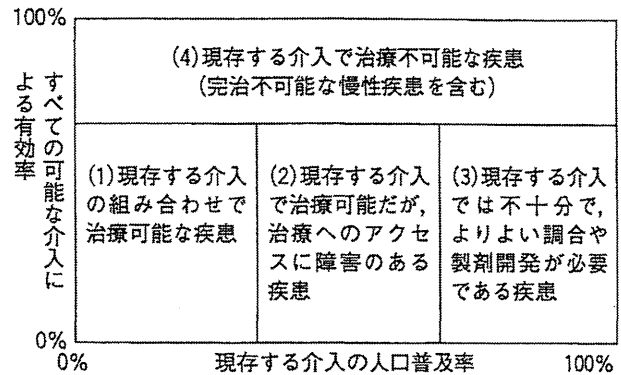 100%
(4)現存する介入で治療不可能な疾患
(完治不可能な慢性疾患を含む)
すべての可能な介入に
よる有効率
(1)現存する介入
の組み合わせで
治療可能な疾患
(2)現存する介入
で治療可能だが,
治療へのアクセ
スに障害のある
疾患
(3)現存する介入
では不十分で,
よりよい調合や
製剤開発が必要
である疾患
0%
0%
現存する介入の人口普及率
100%